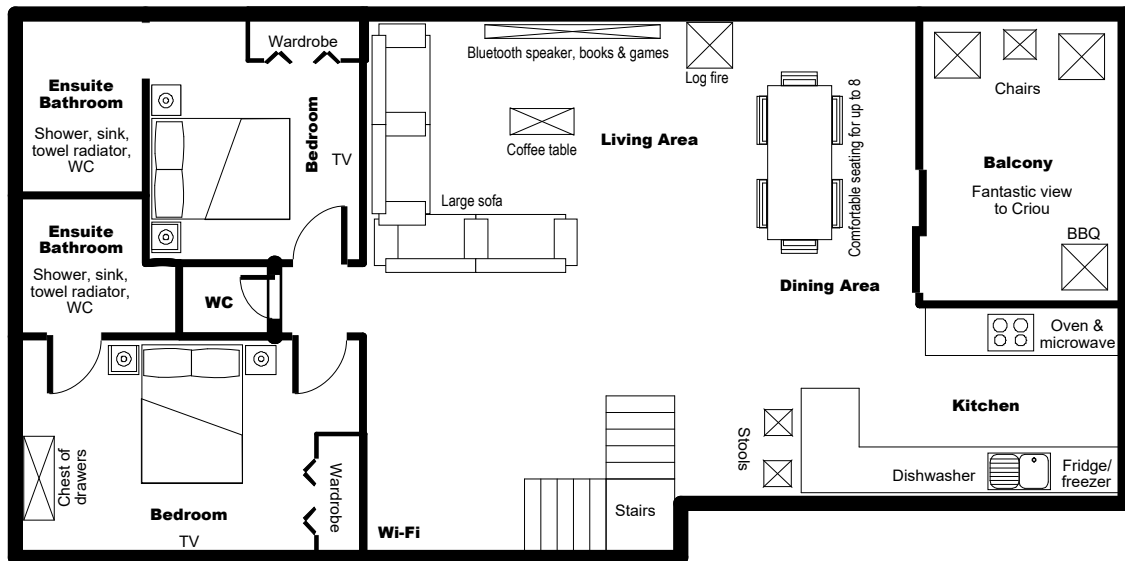 Wardrobe
Ensuite
Bathroom
Shower, sink,
towel radiator,
WC
Bedroom
TV
Ensuite
Bathroom
Shower, sink,
towel radiator,
WC
WC
Chest of
drawers
Bedroom
TV
Wardrobe
Wi-Fi
Bluetooth speaker, books & games
Log fire
Coffee table
Living Area
Large sofa
Comfortable seating for up to 8
Dining Area
Chairs
Balcony
Fantastic view
to Criou
BBQ
Oven &
microwave
Kitchen
Stools
Dishwasher
Fridge/
freezer
Stairs